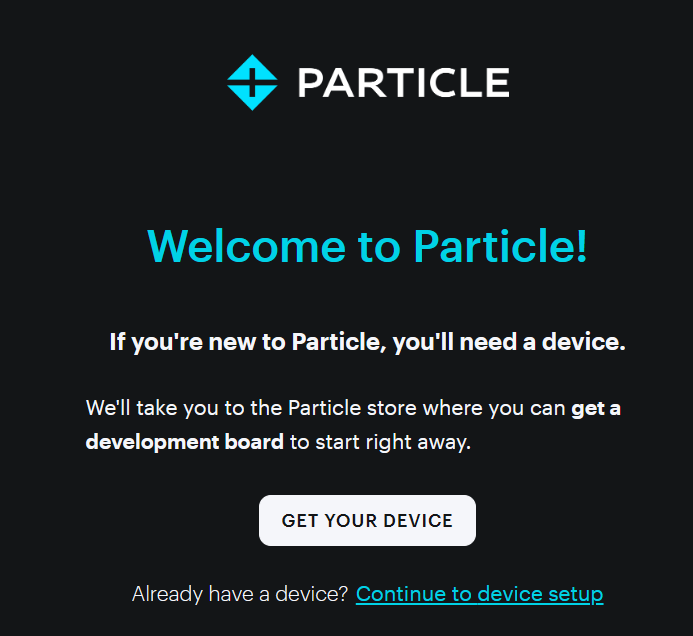 PARTICLE
Welcome to Particle!
If you're new to Particle, you'll need a device.
We'll take you to the Particle store where you can get a
development board to start right away.
GET YOUR DEVICE
Already have a device? Continue to device setup